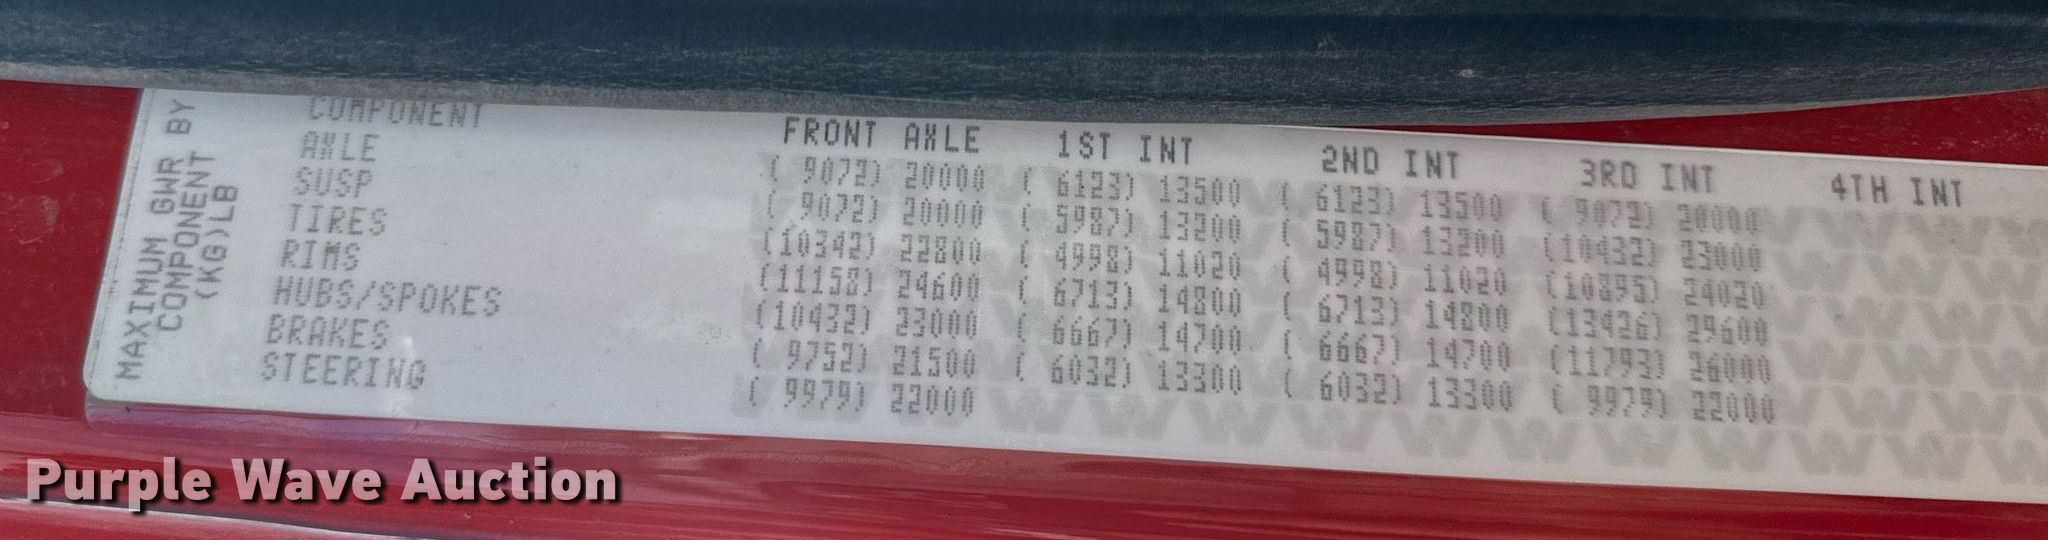 MAXIMUM GWR BY
COMPONENT
(KG)LB
COMPONENT FRONT AXLE 1ST INT 2ND INT 3RD INT 4TH INT
AXLE ( 9072) 20000 ( 6123) 13500 ( 6123) 13500 ( 9072) 20000
SUSP ( 9072) 20000 ( 5987) 13200 ( 5987) 13200 (10432) 23000
TIRES (10342) 22800 ( 4998) 11020 ( 4998) 11020 (10895) 24020
RIMS (11158) 24600 ( 6713) 14800 ( 6713) 14800 (13426) 29600
HUBS/SPOKES (10432) 23000 ( 6667) 14700 ( 6667) 14700 (11793) 26000
BRAKES ( 9752) 21500 ( 6032) 13300 ( 6032) 13300 ( 9979) 22000
STEERING ( 9979) 22000
Purple Wave Auction